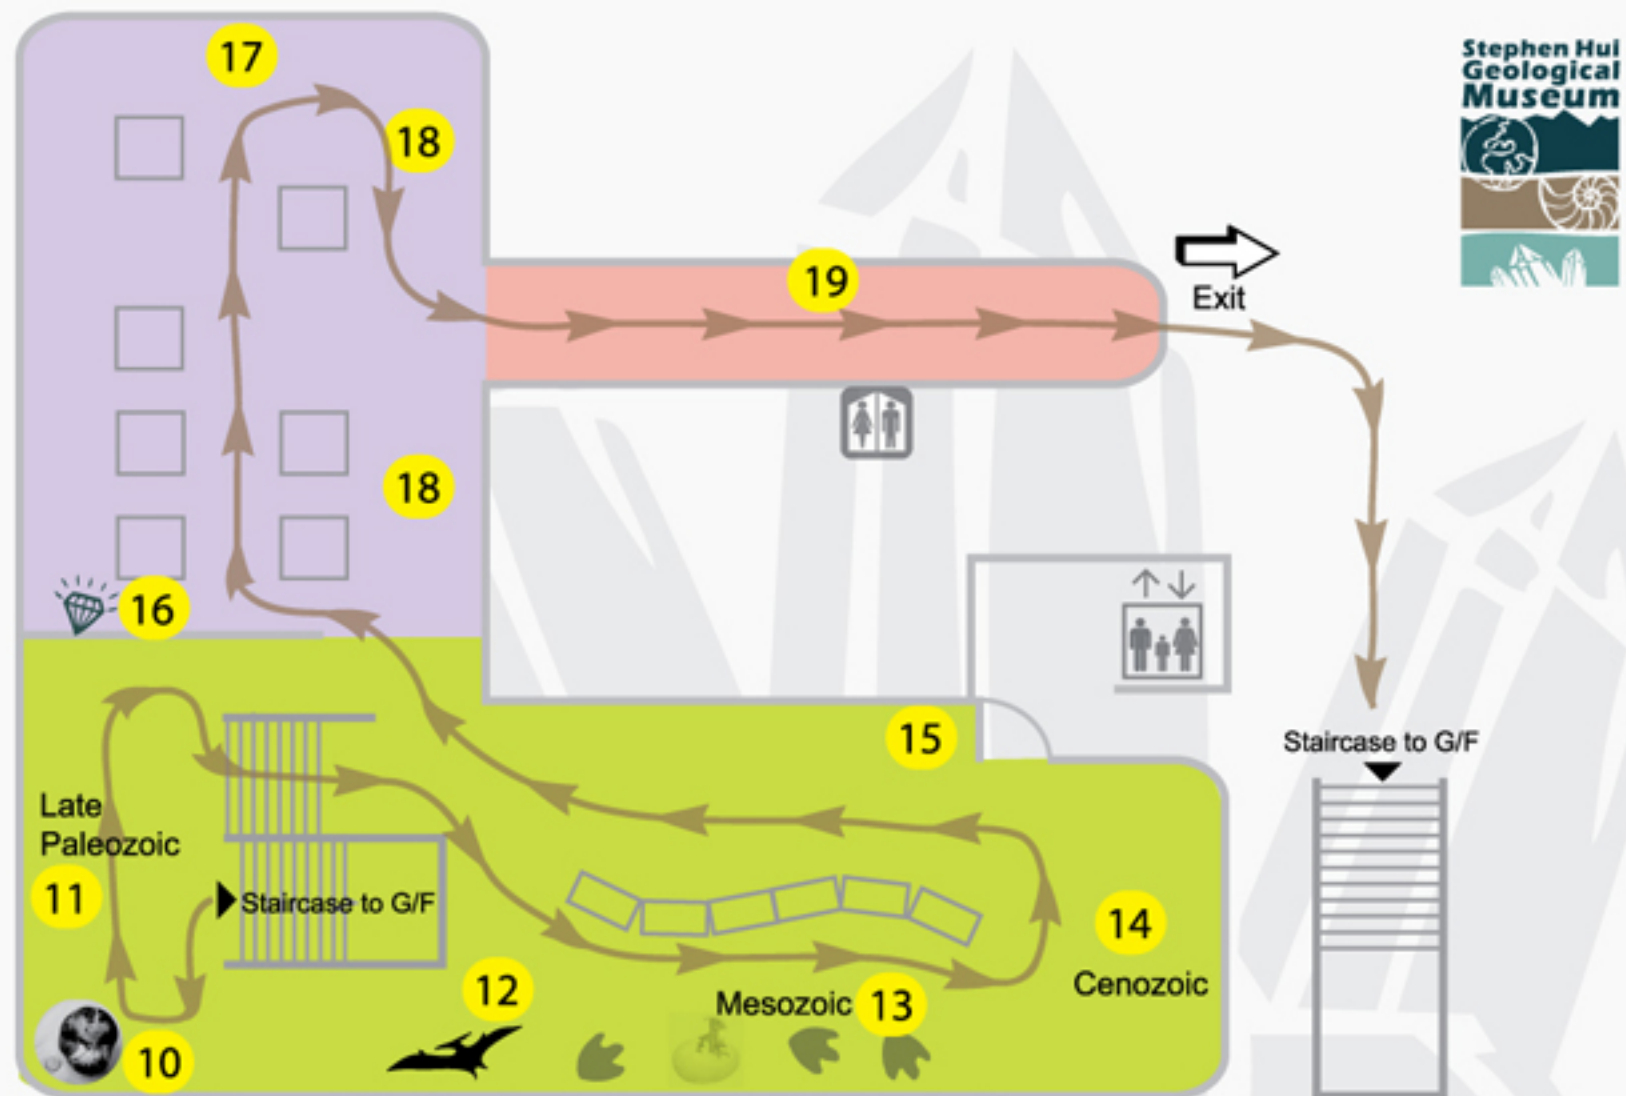 Stephen Hui
Geological
Museum
17
18
19
Exit
18
16
15
Staircase to G/F
Late
Paleozoic
11
Staircase to G/F
14
Cenozoic
12
Mesozoic 13
10